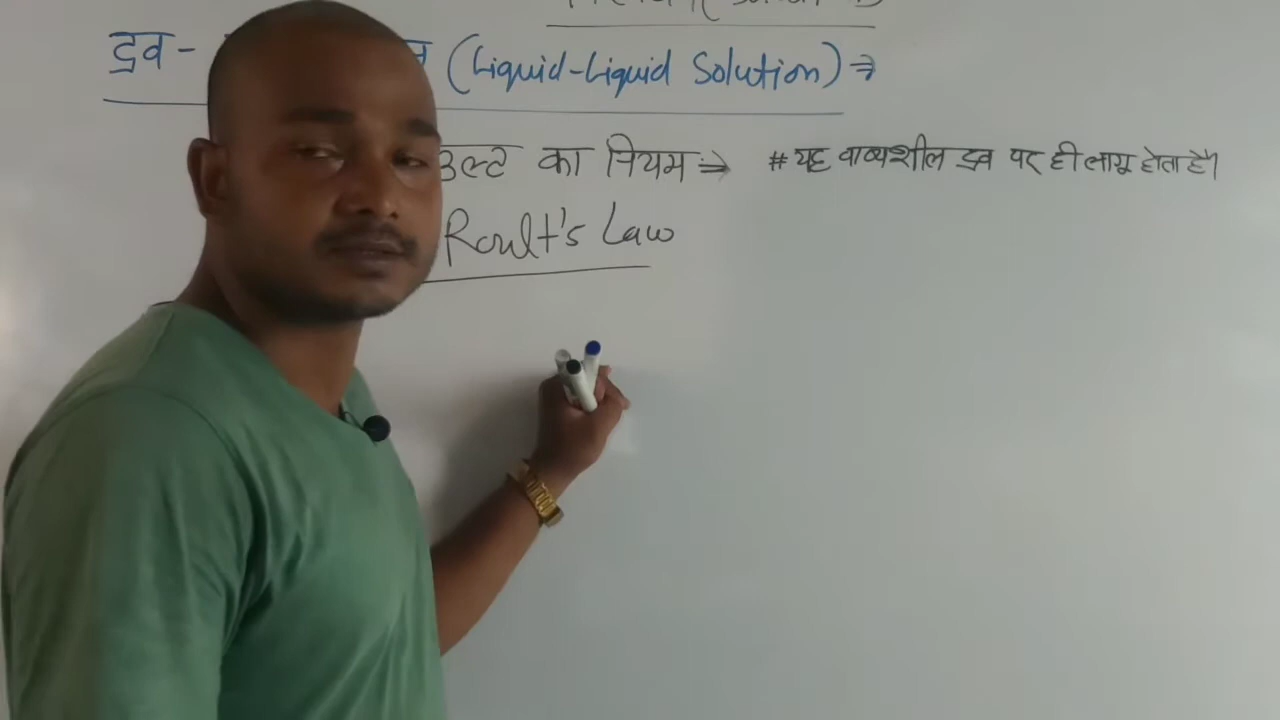 द्रव- (Liquid-Liquid Solution) ⇒
उल्ट का नियम ⇒ # यह वाष्पशील द्रव पर ही लागू होता है।
Roult's Law